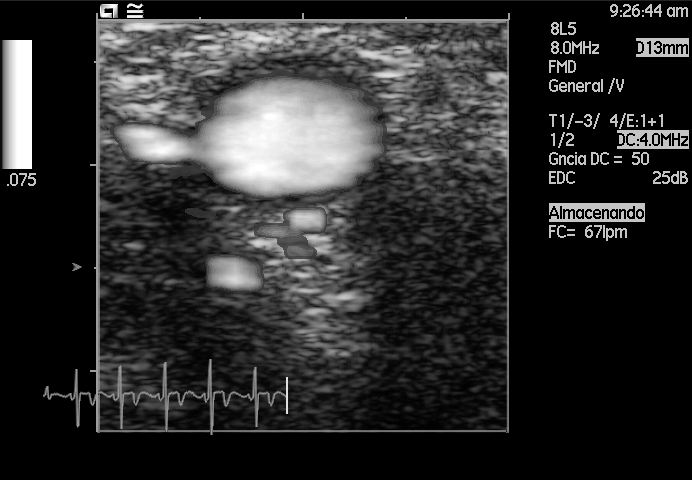 9:26:44 am
8L5
8.0MHz D13mm
FMD
General /V
T1/-3/ 4/E:1+1
1/2 DC:4.0MHz
Gncia DC = 50
EDC 25dB
.075
Almacenando
FC= 67lpm